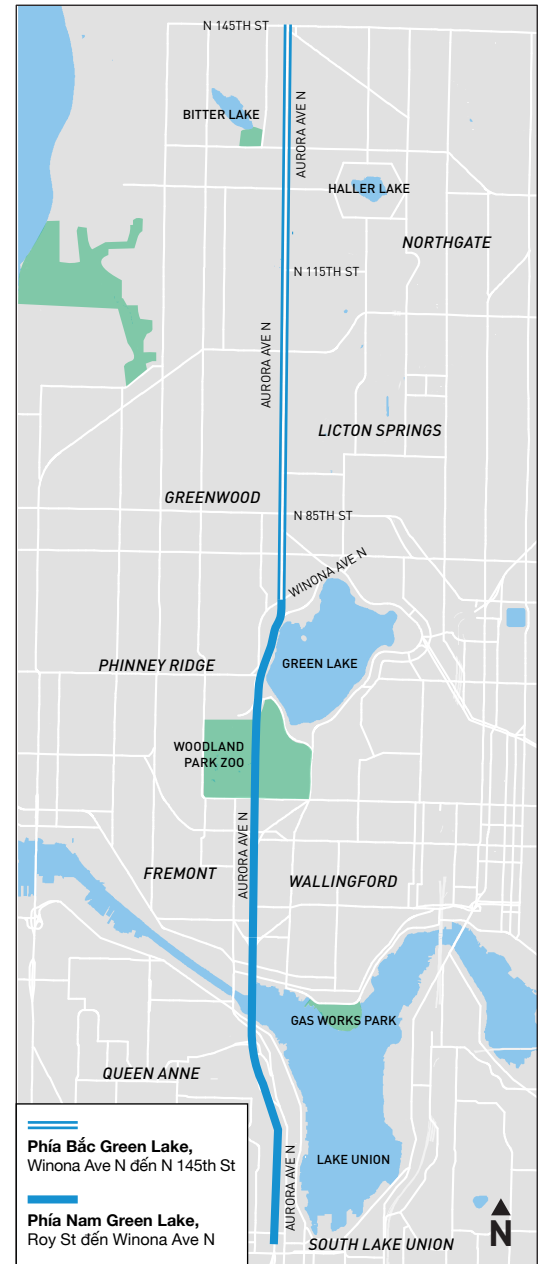 N 145TH ST
BITTER LAKE
AURORA AVE N
HALLER LAKE
NORTHGATE
N 115TH ST
AURORA AVE N
LICTON SPRINGS
GREENWOOD
N 85TH ST
WINONA AVE N
PHINNEY RIDGE
GREEN LAKE
WOODLAND
PARK ZOO
AURORA AVE N
FREMONT
WALLINGFORD
GAS WORKS PARK
QUEEN ANNE
LAKE UNION
AURORA AVE N
SOUTH LAKE UNION
N
Phía Bắc Green Lake,
Winona Ave N đến N 145th St
Phía Nam Green Lake,
Roy St đến Winona Ave N